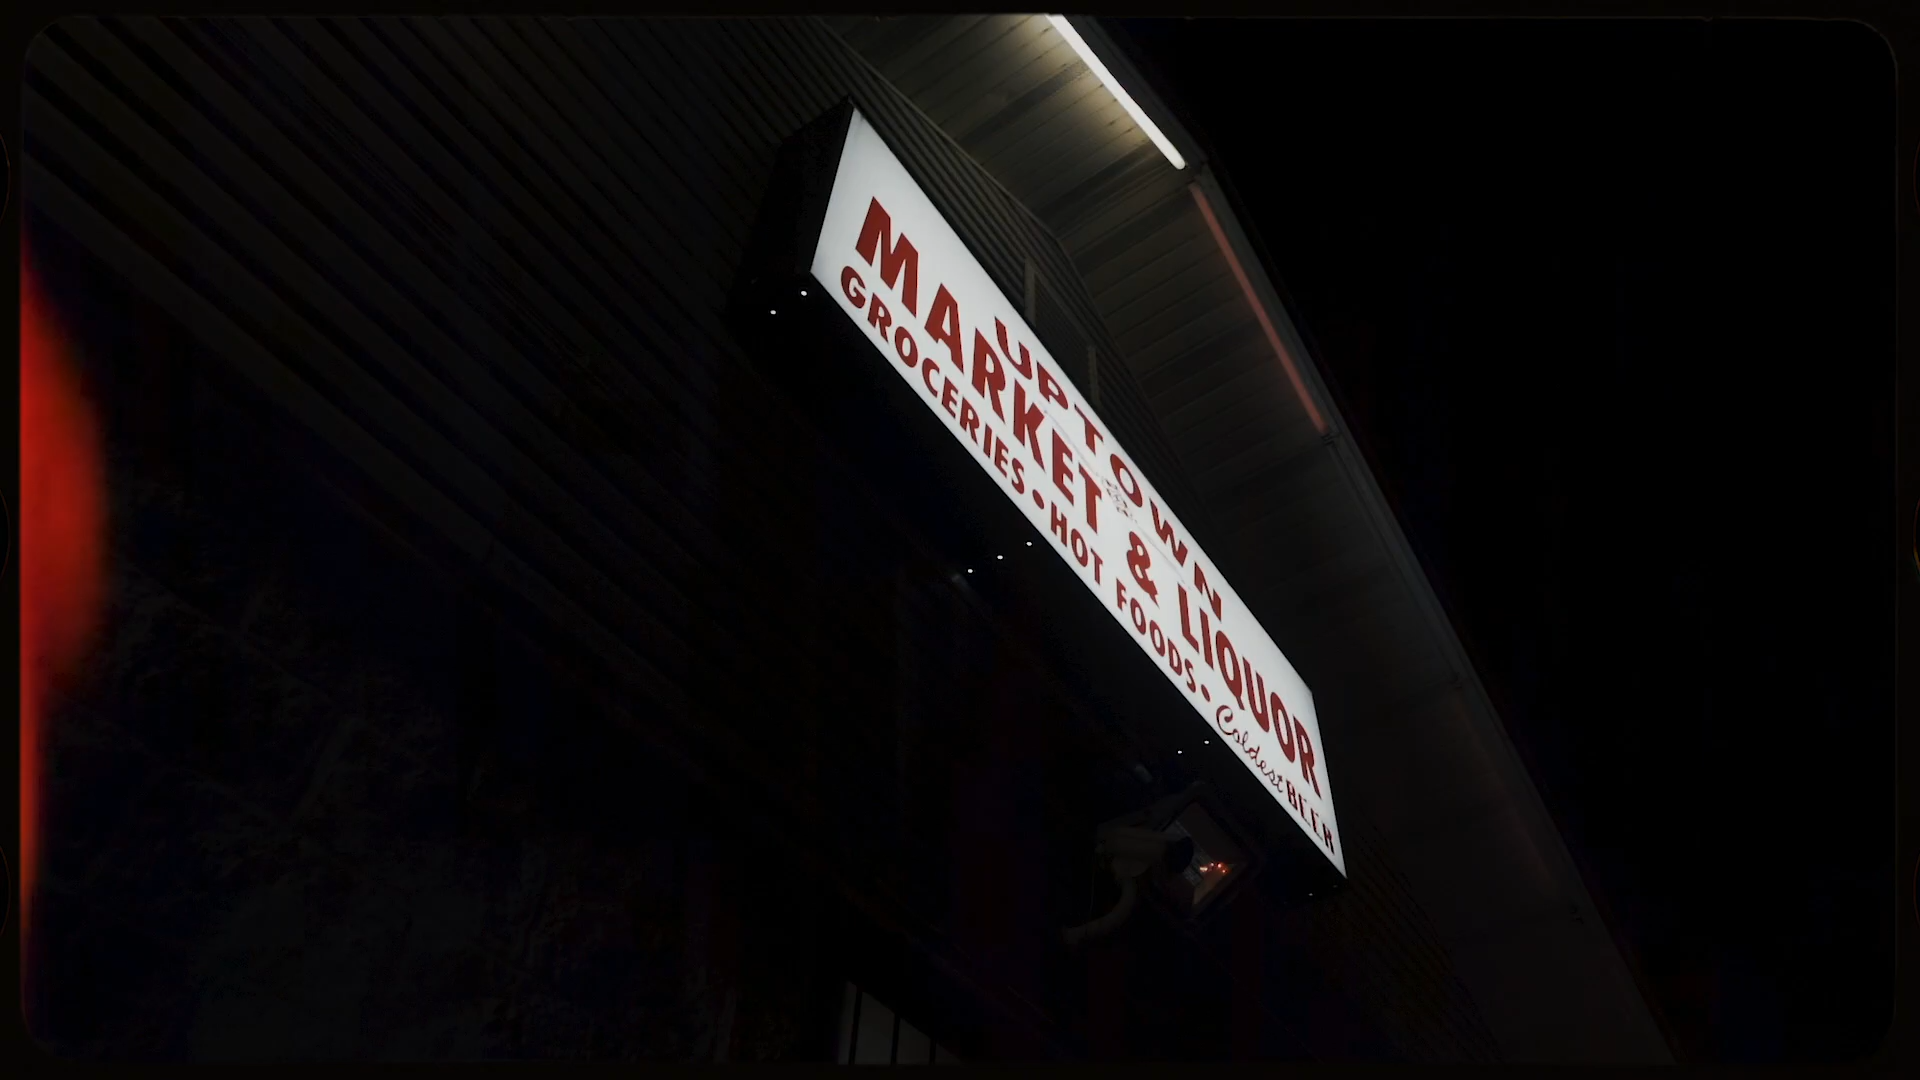 UPTOWN
MARKET & LIQUOR
GROCERIES • HOT FOODS • Coldest BEER